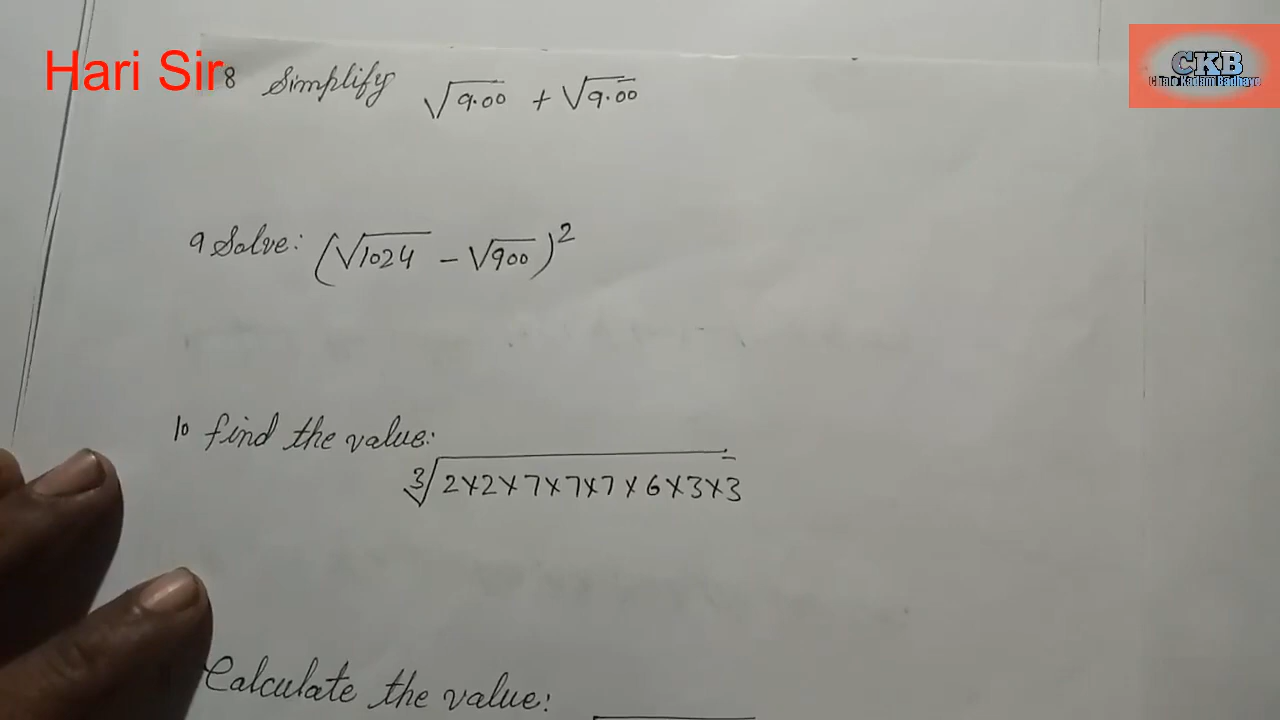 Hari Sir
CKB
8 Simplify √9.00 + √9.00
9 Solve: (√1024 - √900)²
10 find the value:
∛2×2×7×7×7×6×3×3
Calculate the value: